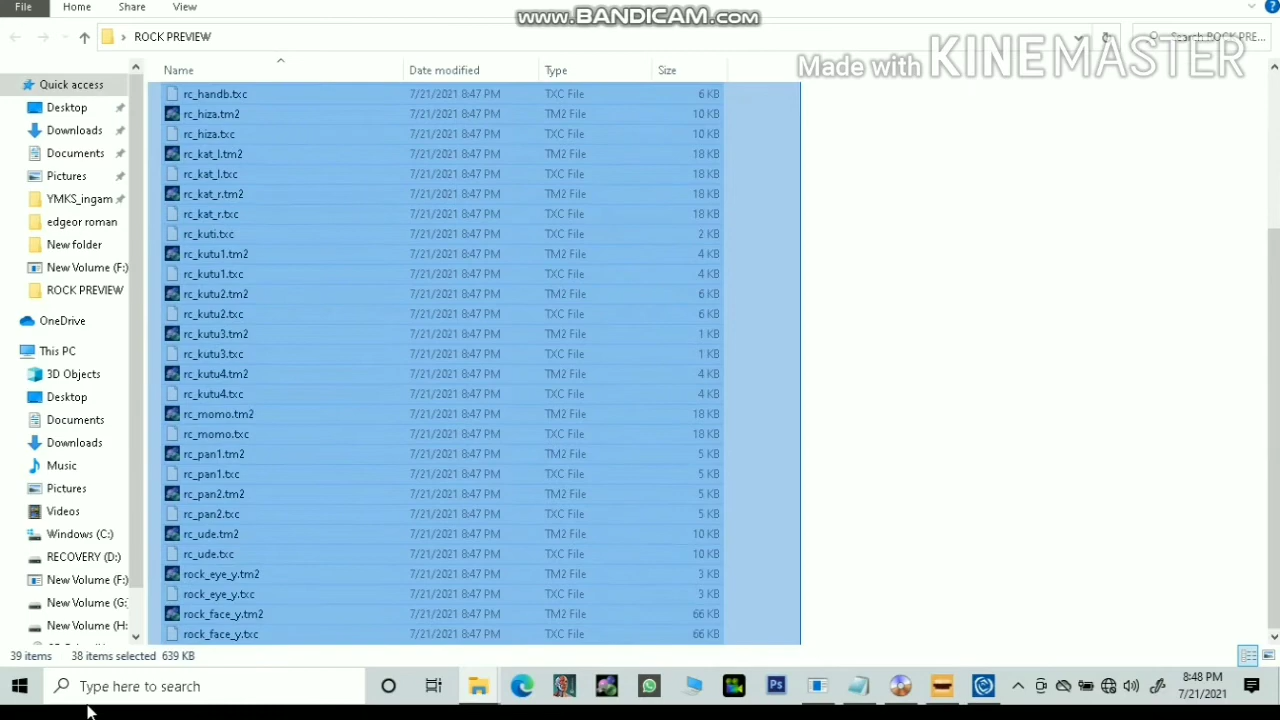 www.BANDICAM.com
File Home Share View
ROCK PREVIEW
Search ROCK PRE...
Made with KINEMASTER
Name Date modified Type Size
Quick access
Desktop
Downloads
Documents
Pictures
YMKS_ingam
edgeor roman
New folder
New Volume (F:)
ROCK PREVIEW
OneDrive
This PC
3D Objects
Desktop
Documents
Downloads
Music
Pictures
Videos
Windows (C:)
RECOVERY (D:)
New Volume (F:)
New Volume (G:
New Volume (H:
rc_handb.txc 7/21/2021 8:47 PM TXC File 6 KB
rc_hiza.tm2 7/21/2021 8:47 PM TM2 File 10 KB
rc_hiza.txc 7/21/2021 8:47 PM TXC File 10 KB
rc_kat_l.tm2 7/21/2021 8:47 PM TM2 File 18 KB
rc_kat_l.txc 7/21/2021 8:47 PM TXC File 18 KB
rc_kat_r.tm2 7/21/2021 8:47 PM TM2 File 18 KB
rc_kat_r.txc 7/21/2021 8:47 PM TXC File 18 KB
rc_kuti.txc 7/21/2021 8:47 PM TXC File 2 KB
rc_kutu1.tm2 7/21/2021 8:47 PM TM2 File 4 KB
rc_kutu1.txc 7/21/2021 8:47 PM TXC File 4 KB
rc_kutu2.tm2 7/21/2021 8:47 PM TM2 File 6 KB
rc_kutu2.txc 7/21/2021 8:47 PM TXC File 6 KB
rc_kutu3.tm2 7/21/2021 8:47 PM TM2 File 1 KB
rc_kutu3.txc 7/21/2021 8:47 PM TXC File 1 KB
rc_kutu4.tm2 7/21/2021 8:47 PM TM2 File 4 KB
rc_kutu4.txc 7/21/2021 8:47 PM TXC File 4 KB
rc_momo.tm2 7/21/2021 8:47 PM TM2 File 18 KB
rc_momo.txc 7/21/2021 8:47 PM TXC File 18 KB
rc_pan1.tm2 7/21/2021 8:47 PM TM2 File 5 KB
rc_pan1.txc 7/21/2021 8:47 PM TXC File 5 KB
rc_pan2.tm2 7/21/2021 8:47 PM TM2 File 5 KB
rc_pan2.txc 7/21/2021 8:47 PM TXC File 5 KB
rc_ude.tm2 7/21/2021 8:47 PM TM2 File 10 KB
rc_ude.txc 7/21/2021 8:47 PM TXC File 10 KB
rock_eye_y.tm2 7/21/2021 8:47 PM TM2 File 3 KB
rock_eye_y.txc 7/21/2021 8:47 PM TXC File 3 KB
rock_face_y.tm2 7/21/2021 8:47 PM TM2 File 66 KB
rock_face_y.txc 7/21/2021 8:47 PM TXC File 66 KB
39 items 38 items selected 639 KB
Type here to search
Ps
8:48 PM
7/21/2021